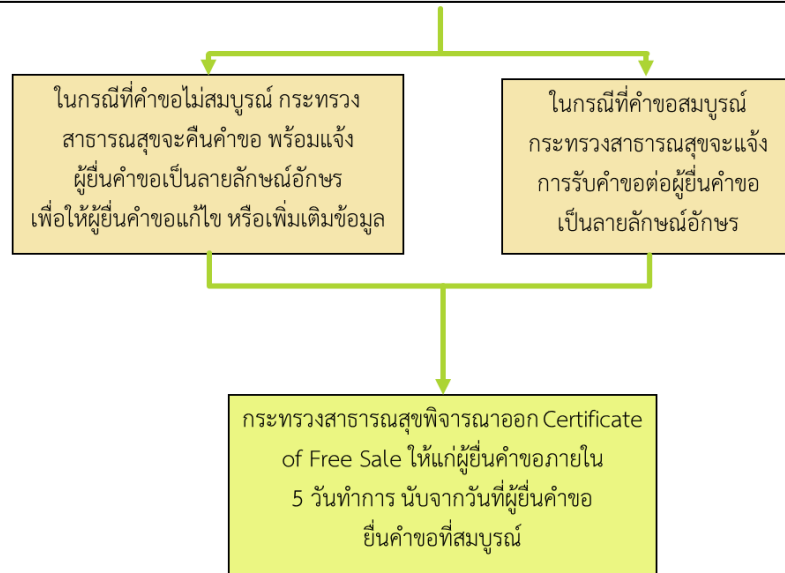 ในกรณีที่คำขอไม่สมบูรณ์ กระทรวง
สาธารณสุขจะคืนคำขอ พร้อมแจ้ง
ผู้ยื่นคำขอเป็นลายลักษณ์อักษร
เพื่อให้ผู้ยื่นคำขอแก้ไข หรือเพิ่มเติมข้อมูล
ในกรณีที่คำขอสมบูรณ์
กระทรวงสาธารณสุขจะแจ้ง
การรับคำขอต่อผู้ยื่นคำขอ
เป็นลายลักษณ์อักษร
กระทรวงสาธารณสุขพิจารณาออก Certificate
of Free Sale ให้แก่ผู้ยื่นคำขอภายใน
5 วันทำการ นับจากวันที่ผู้ยื่นคำขอ
ยื่นคำขอที่สมบูรณ์